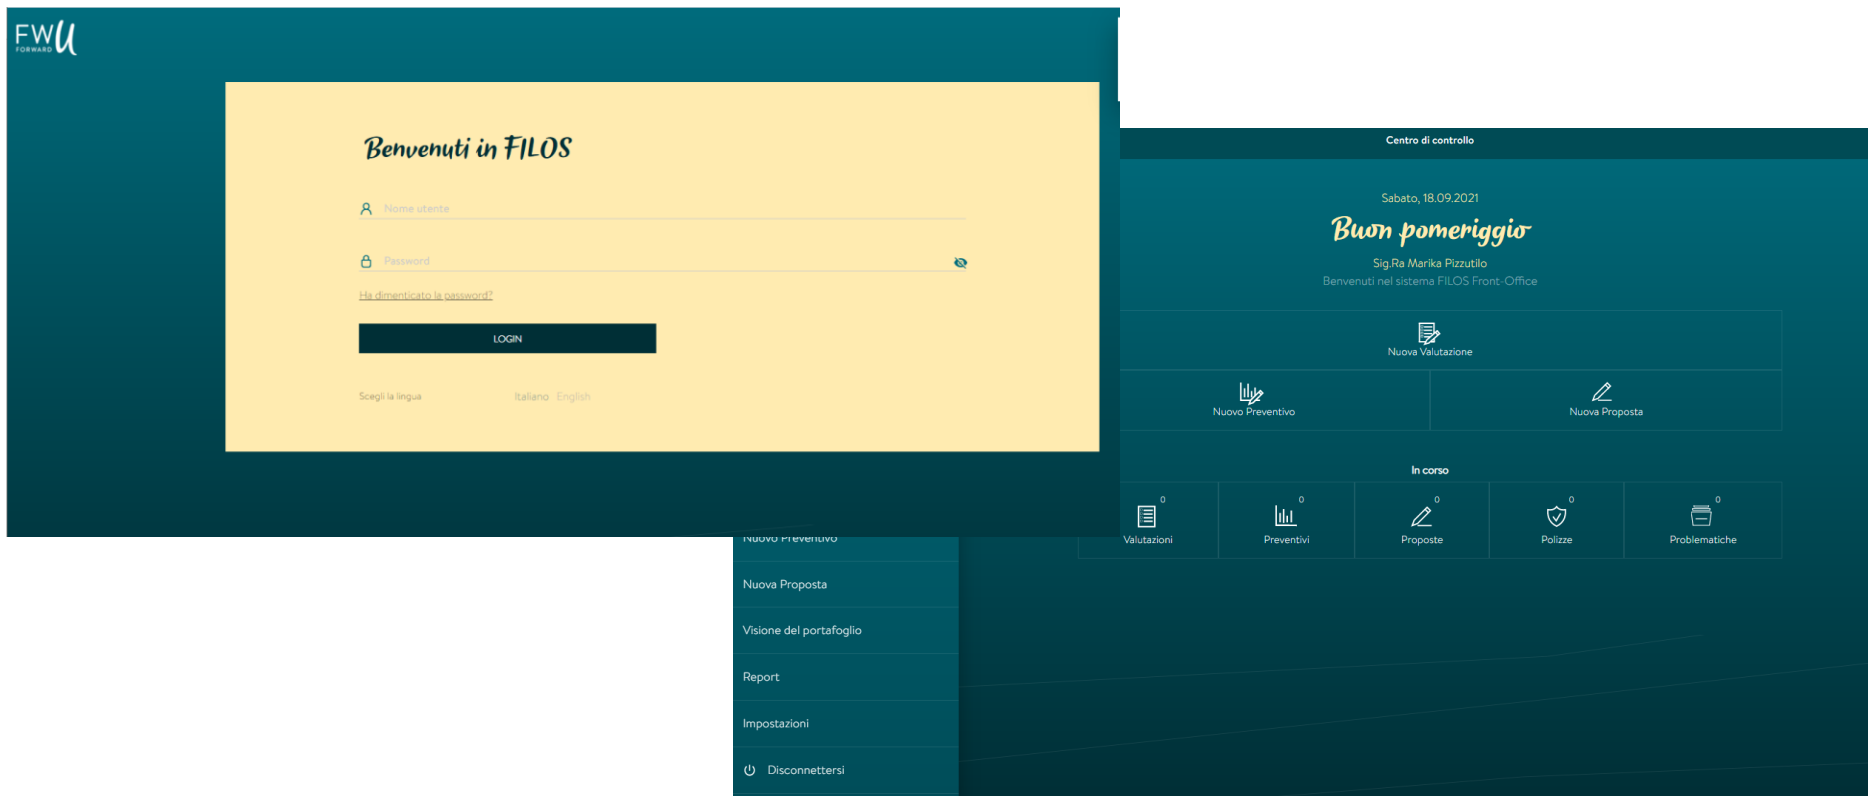 FWU
FORWARD
Benvenuti in FILOS
Nome utente
Password
Ha dimenticato la password?
LOGIN
Scegli la lingua
Italiano English
Centro di controllo
Sabato, 18.09.2021
Buon pomeriggio
Sig.Ra Marika Pizzutilo
Benvenuti nel sistema FILOS Front-Office
Nuova Valutazione
Nuovo Preventivo
Nuova Proposta
In corso
0
Valutazioni
0
Preventivi
0
Proposte
0
Polizze
0
Problematiche
Nuovo Preventivo
Nuova Proposta
Visione del portafoglio
Report
Impostazioni
Disconnettersi